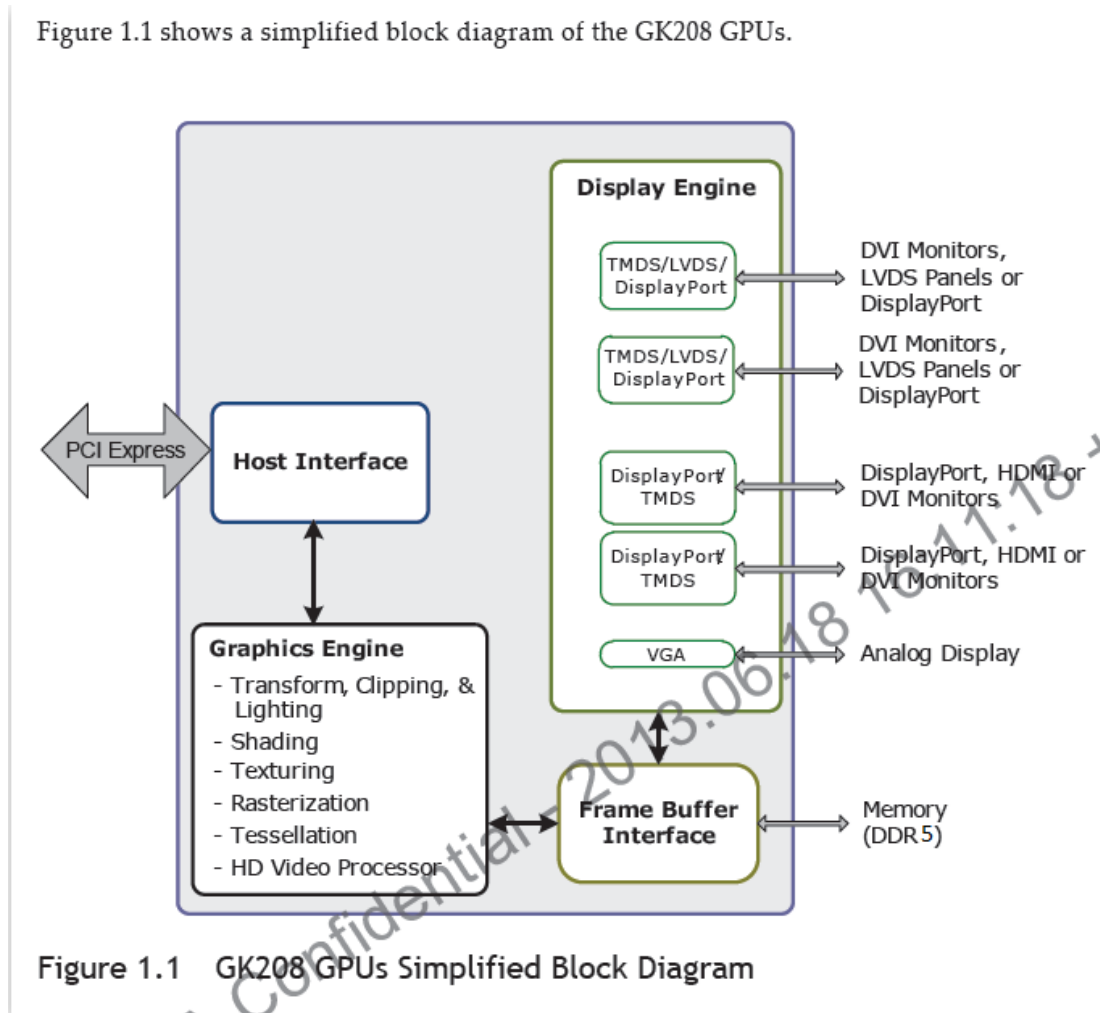 Figure 1.1 shows a simplified block diagram of the GK208 GPUs.
Display Engine
TMDS/LVDS/
DisplayPort
DVI Monitors,
LVDS Panels or
DisplayPort
TMDS/LVDS/
DisplayPort
DVI Monitors,
LVDS Panels or
DisplayPort
PCI Express
Host Interface
DisplayPort/
TMDS
DisplayPort, HDMI or
DVI Monitors
DisplayPort/
TMDS
DisplayPort, HDMI or
DVI Monitors
VGA
Analog Display
Graphics Engine
- Transform, Clipping, &
Lighting
- Shading
- Texturing
- Rasterization
- Tessellation
- HD Video Processor
Frame Buffer
Interface
Memory
(DDR5)
Confidential - 2013.06.18 16:11:18 +
Figure 1.1 GK208 GPUs Simplified Block Diagram